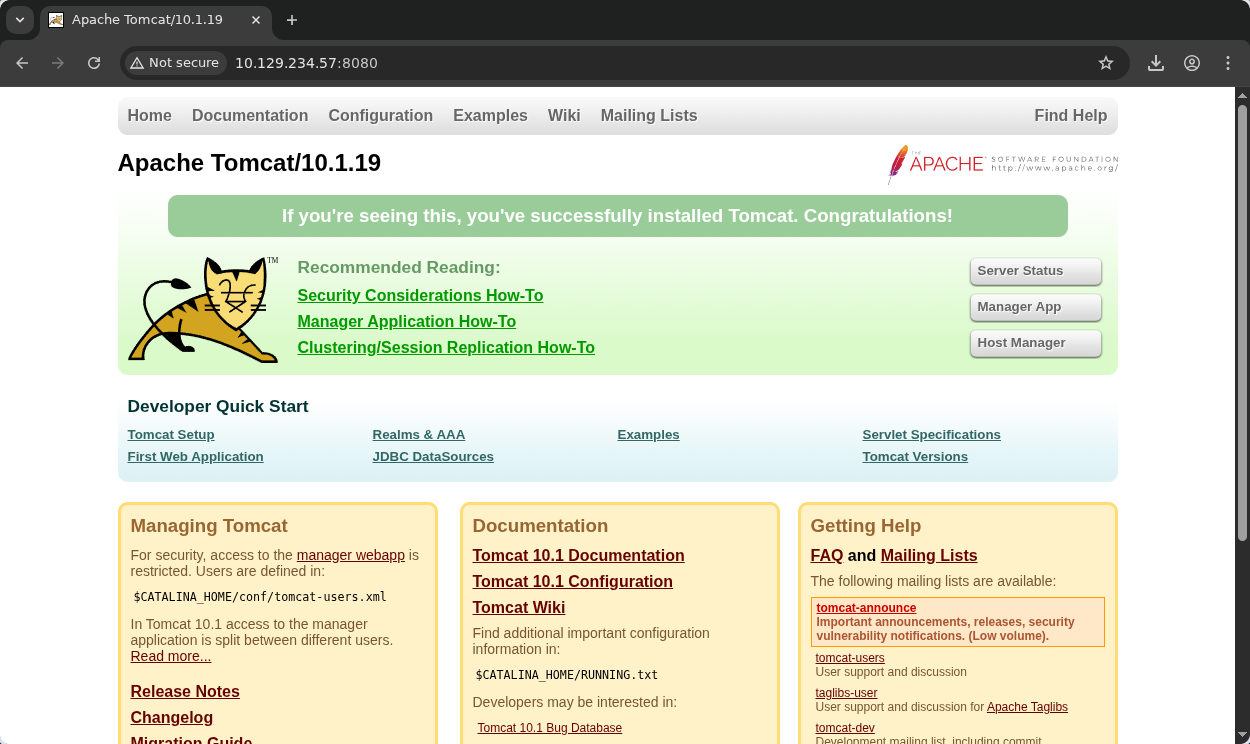 Apache Tomcat/10.1.19
Not secure
10.129.234.57:8080
Home Documentation Configuration Examples Wiki Mailing Lists Find Help
Apache Tomcat/10.1.19
THE APACHE SOFTWARE FOUNDATION
http://www.apache.org/
If you're seeing this, you've successfully installed Tomcat. Congratulations!
TM
Recommended Reading:
Security Considerations How-To
Manager Application How-To
Clustering/Session Replication How-To
Server Status
Manager App
Host Manager
Developer Quick Start
Tomcat Setup
First Web Application
Realms & AAA
JDBC DataSources
Examples
Servlet Specifications
Tomcat Versions
Managing Tomcat
For security, access to the manager webapp is
restricted. Users are defined in:
$CATALINA_HOME/conf/tomcat-users.xml
In Tomcat 10.1 access to the manager
application is split between different users.
Read more...
Release Notes
Changelog
Migration Guide
Documentation
Tomcat 10.1 Documentation
Tomcat 10.1 Configuration
Tomcat Wiki
Find additional important configuration
information in:
$CATALINA_HOME/RUNNING.txt
Developers may be interested in:
Tomcat 10.1 Bug Database
Getting Help
FAQ and Mailing Lists
The following mailing lists are available:
tomcat-announce
Important announcements, releases, security
vulnerability notifications. (Low volume).
tomcat-users
User support and discussion
taglibs-user
User support and discussion for Apache Taglibs
tomcat-dev
Development mailing list, including commit